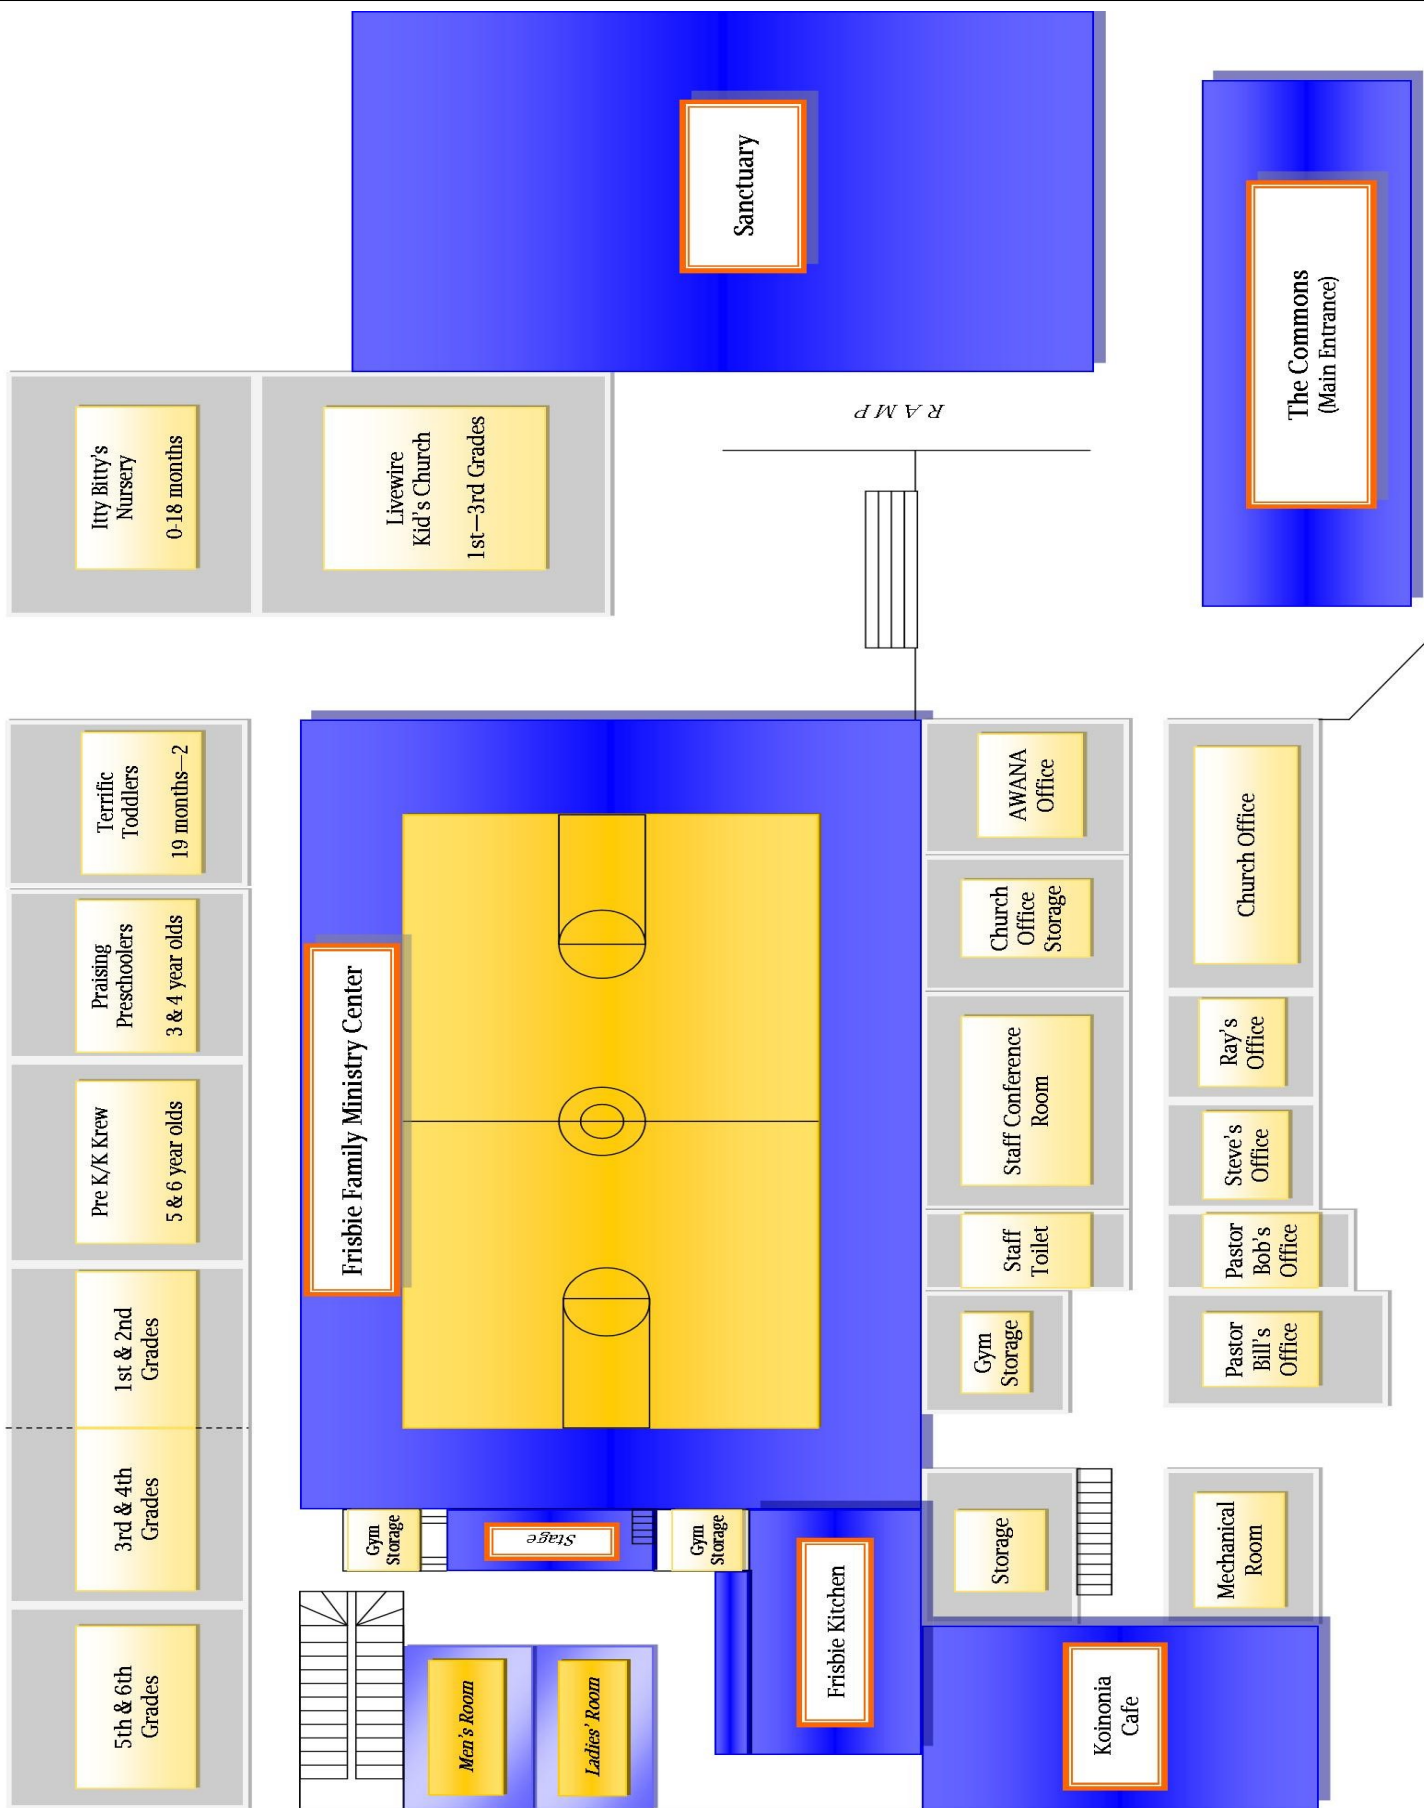 Sanctuary
The Commons
(Main Entrance)
RAMP
Itty Bitty's
Nursery
0-18 months
Livewire
Kid's Church
1st—3rd Grades
Terrific
Toddlers
19 months—2
Praising
Preschoolers
3 & 4 year olds
Pre K/K Krew
5 & 6 year olds
1st & 2nd
Grades
3rd & 4th
Grades
5th & 6th
Grades
Frisbie Family Ministry Center
AWANA
Office
Church
Office
Storage
Staff Conference
Room
Staff
Toilet
Gym
Storage
Church Office
Ray's
Office
Steve's
Office
Pastor
Bob's
Office
Pastor
Bill's
Office
Gym
Storage
Stage
Gym
Storage
Men's Room
Ladies' Room
Frisbie Kitchen
Storage
Mechanical
Room
Koinonia
Cafe